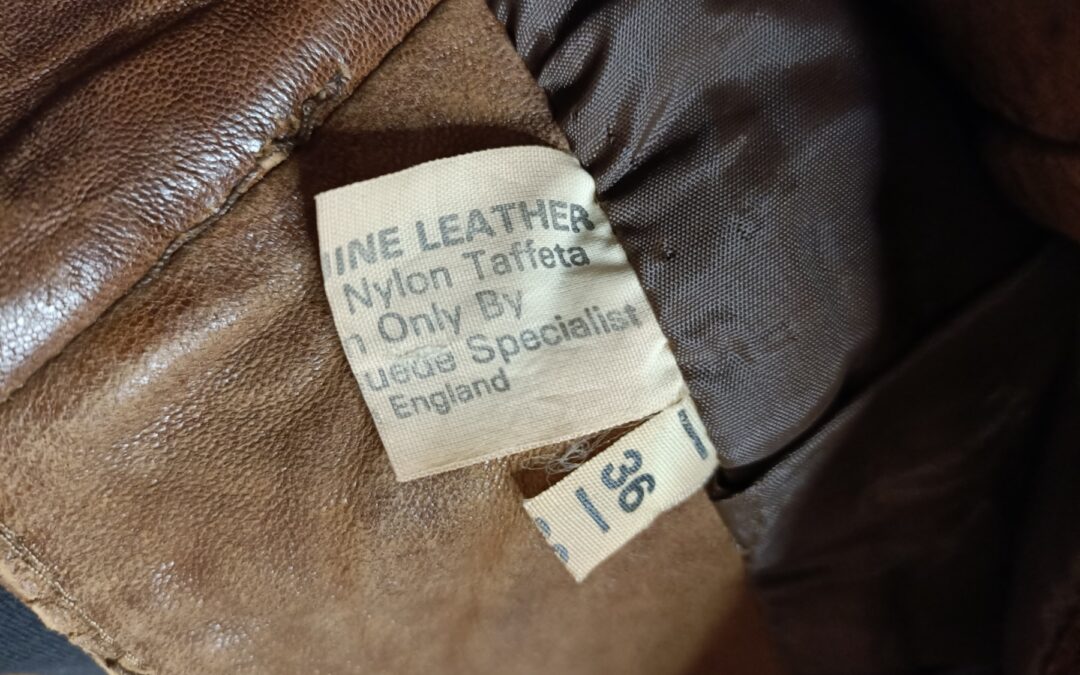 INE LEATHER
Nylon Taffeta
n Only By
uede Specialist
England
36